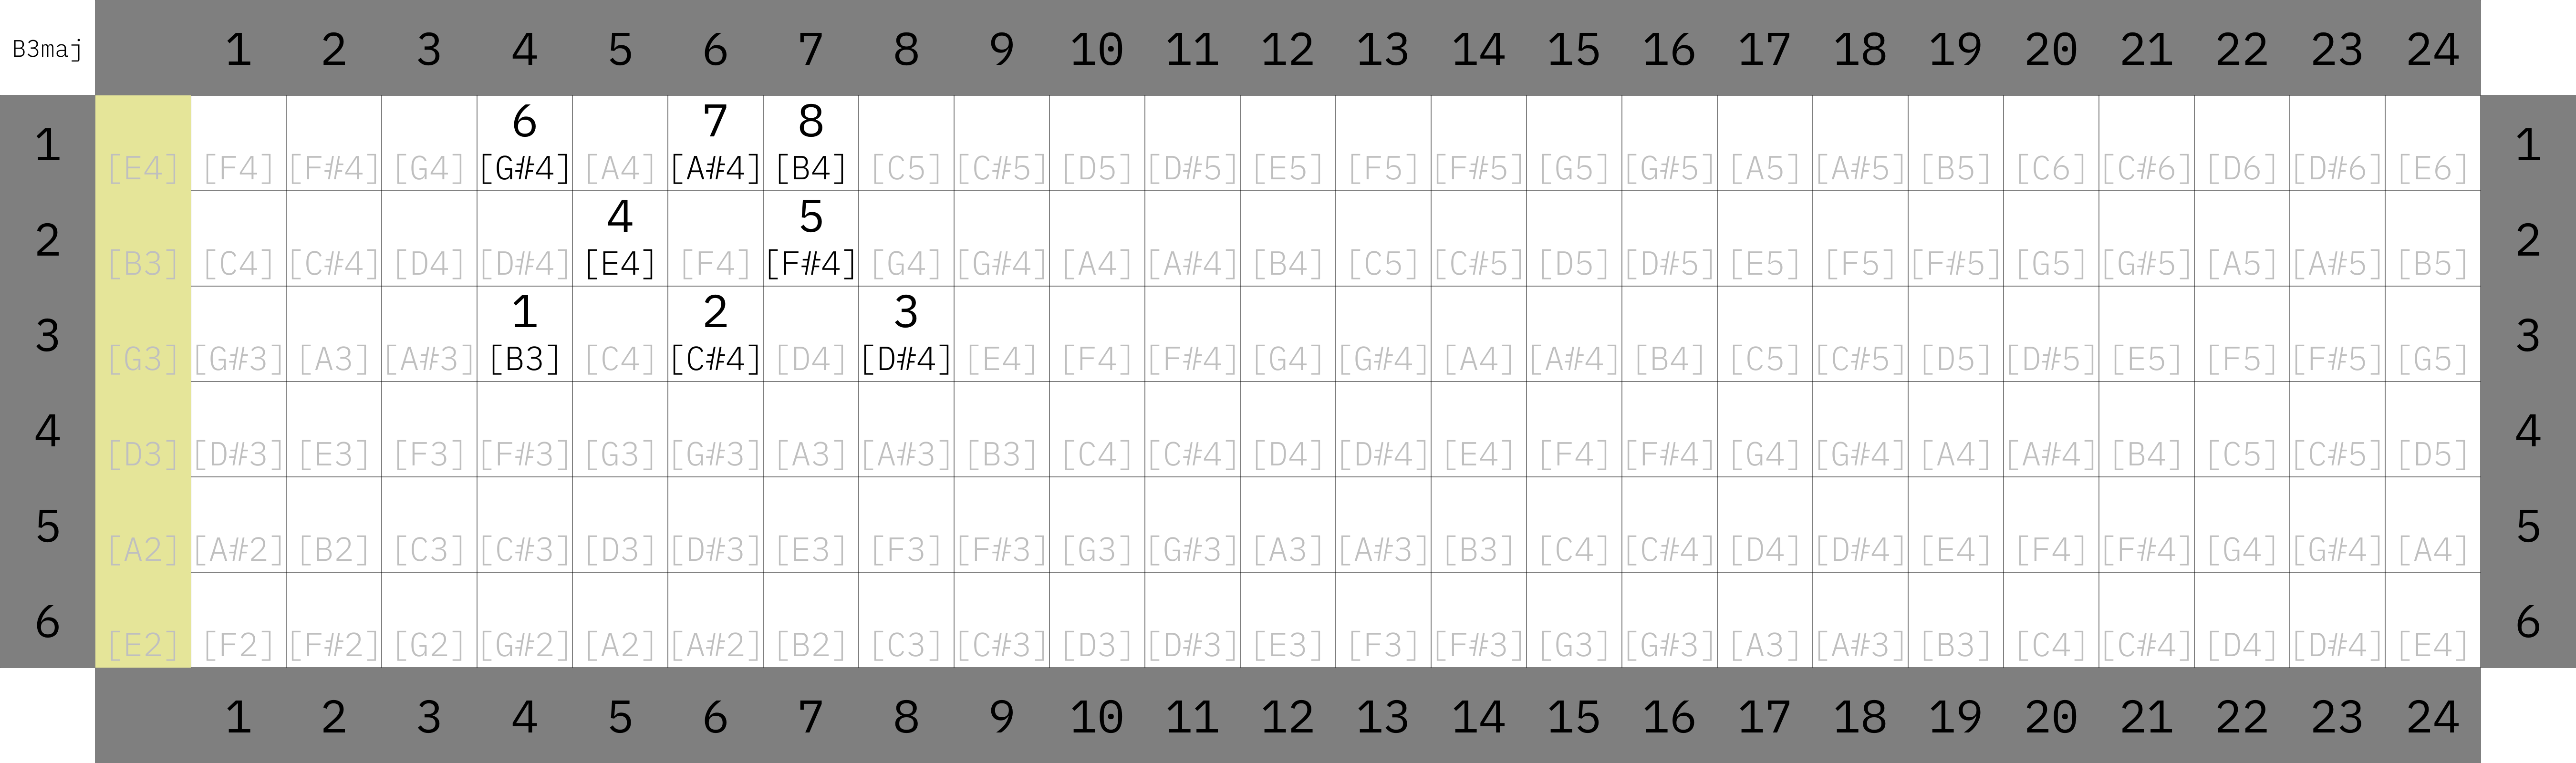 B3maj 1 2 3 4 5 6 7 8 9 10 11 12 13 14 15 16 17 18 19 20 21 22 23 24
6 7 8
1 [E4] [F4] [F#4] [G4] [G#4] [A4] [A#4] [B4] [C5] [C#5] [D5] [D#5] [E5] [F5] [F#5] [G5] [G#5] [A5] [A#5] [B5] [C6] [C#6] [D6] [D#6] [E6] 1
4 5
2 [B3] [C4] [C#4] [D4] [D#4] [E4] [F4] [F#4] [G4] [G#4] [A4] [A#4] [B4] [C5] [C#5] [D5] [D#5] [E5] [F5] [F#5] [G5] [G#5] [A5] [A#5] [B5] 2
1 2 3
3 [G3] [G#3] [A3] [A#3] [B3] [C4] [C#4] [D4] [D#4] [E4] [F4] [F#4] [G4] [G#4] [A4] [A#4] [B4] [C5] [C#5] [D5] [D#5] [E5] [F5] [F#5] [G5] 3
4 [D3] [D#3] [E3] [F3] [F#3] [G3] [G#3] [A3] [A#3] [B3] [C4] [C#4] [D4] [D#4] [E4] [F4] [F#4] [G4] [G#4] [A4] [A#4] [B4] [C5] [C#5] [D5] 4
5 [A2] [A#2] [B2] [C3] [C#3] [D3] [D#3] [E3] [F3] [F#3] [G3] [G#3] [A3] [A#3] [B3] [C4] [C#4] [D4] [D#4] [E4] [F4] [F#4] [G4] [G#4] [A4] 5
6 [E2] [F2] [F#2] [G2] [G#2] [A2] [A#2] [B2] [C3] [C#3] [D3] [D#3] [E3] [F3] [F#3] [G3] [G#3] [A3] [A#3] [B3] [C4] [C#4] [D4] [D#4] [E4] 6
1 2 3 4 5 6 7 8 9 10 11 12 13 14 15 16 17 18 19 20 21 22 23 24